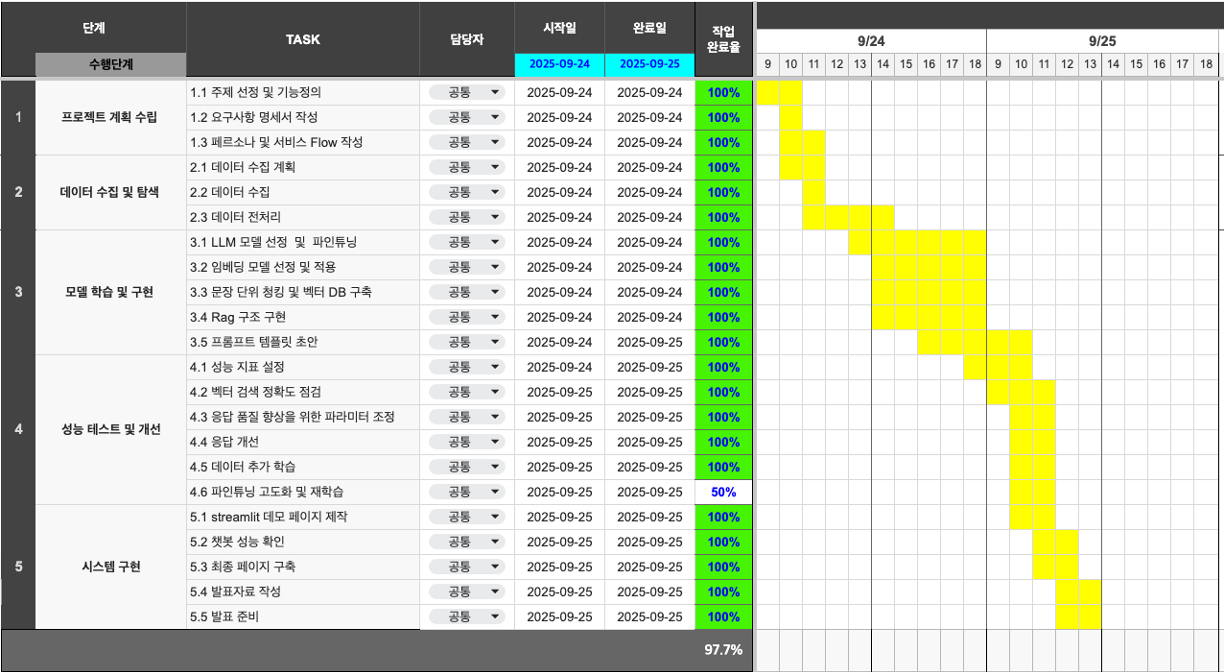 단계 TASK 담당자 시작일 완료일 작업 완료율 9/24 9/25
수행단계 2025-09-24 2025-09-25 9 10 11 12 13 14 15 16 17 18 9 10 11 12 13 14 15 16 17 18
1 프로젝트 계획 수립
1.1 주제 선정 및 기능정의 공통 2025-09-24 2025-09-24 100%
1.2 요구사항 명세서 작성 공통 2025-09-24 2025-09-24 100%
1.3 페르소나 및 서비스 Flow 작성 공통 2025-09-24 2025-09-24 100%
2 데이터 수집 및 탐색
2.1 데이터 수집 계획 공통 2025-09-24 2025-09-24 100%
2.2 데이터 수집 공통 2025-09-24 2025-09-24 100%
2.3 데이터 전처리 공통 2025-09-24 2025-09-24 100%
3 모델 학습 및 구현
3.1 LLM 모델 선정 및 파인튜닝 공통 2025-09-24 2025-09-24 100%
3.2 임베딩 모델 선정 및 적용 공통 2025-09-24 2025-09-24 100%
3.3 문장 단위 청킹 및 벡터 DB 구축 공통 2025-09-24 2025-09-24 100%
3.4 Rag 구조 구현 공통 2025-09-24 2025-09-24 100%
3.5 프롬프트 템플릿 초안 공통 2025-09-24 2025-09-25 100%
4 성능 테스트 및 개선
4.1 성능 지표 설정 공통 2025-09-24 2025-09-25 100%
4.2 벡터 검색 정확도 점검 공통 2025-09-25 2025-09-25 100%
4.3 응답 품질 향상을 위한 파라미터 조정 공통 2025-09-25 2025-09-25 100%
4.4 응답 개선 공통 2025-09-25 2025-09-25 100%
4.5 데이터 추가 학습 공통 2025-09-25 2025-09-25 100%
4.6 파인튜닝 고도화 및 재학습 공통 2025-09-25 2025-09-25 50%
5 시스템 구현
5.1 streamlit 데모 페이지 제작 공통 2025-09-25 2025-09-25 100%
5.2 챗봇 성능 확인 공통 2025-09-25 2025-09-25 100%
5.3 최종 페이지 구축 공통 2025-09-25 2025-09-25 100%
5.4 발표자료 작성 공통 2025-09-25 2025-09-25 100%
5.5 발표 준비 공통 2025-09-25 2025-09-25 100%
97.7%